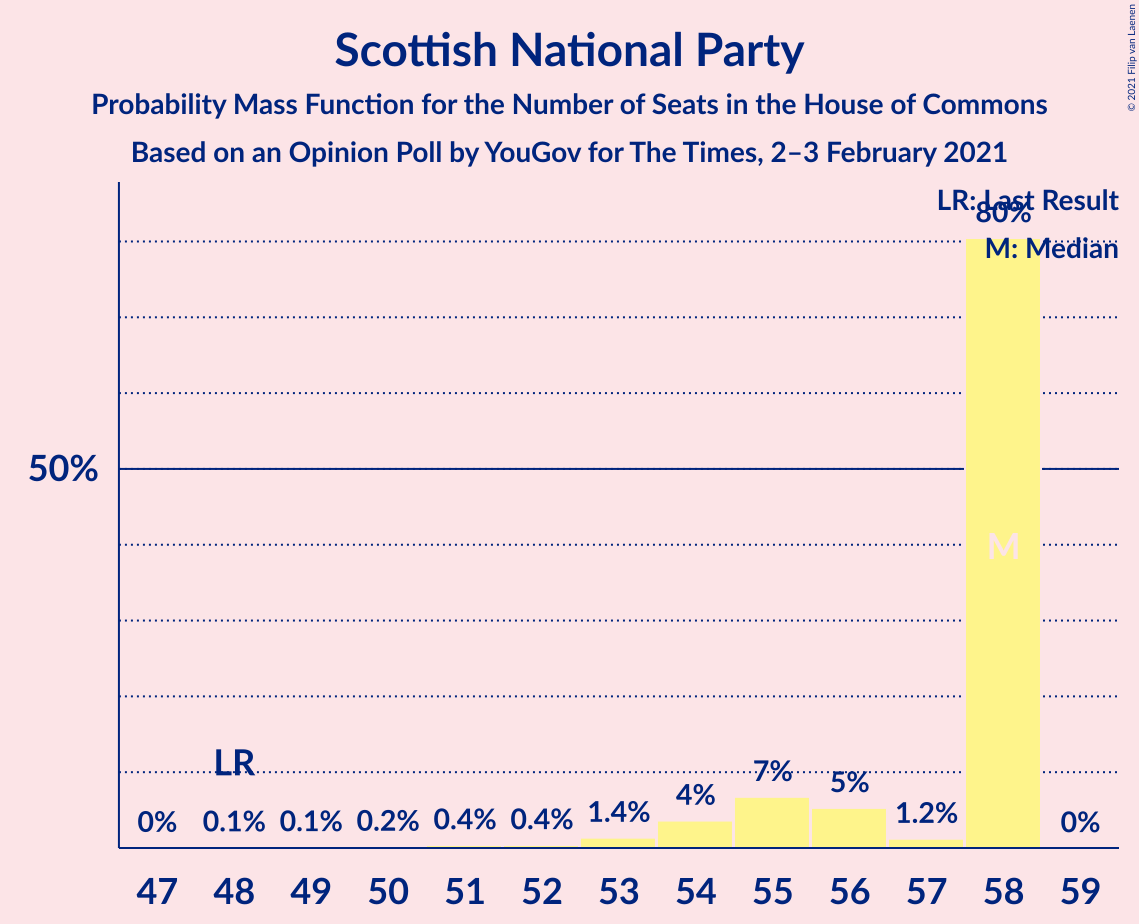 Scottish National Party
Probability Mass Function for the Number of Seats in the House of Commons
Based on an Opinion Poll by YouGov for The Times, 2–3 February 2021
© 2021 Filip van Laenen
LR: Last Result
80%
M: Median
50%
M
LR
0% 0.1% 0.1% 0.2% 0.4% 0.4% 1.4% 4% 7% 5% 1.2% 0%
47 48 49 50 51 52 53 54 55 56 57 58 59